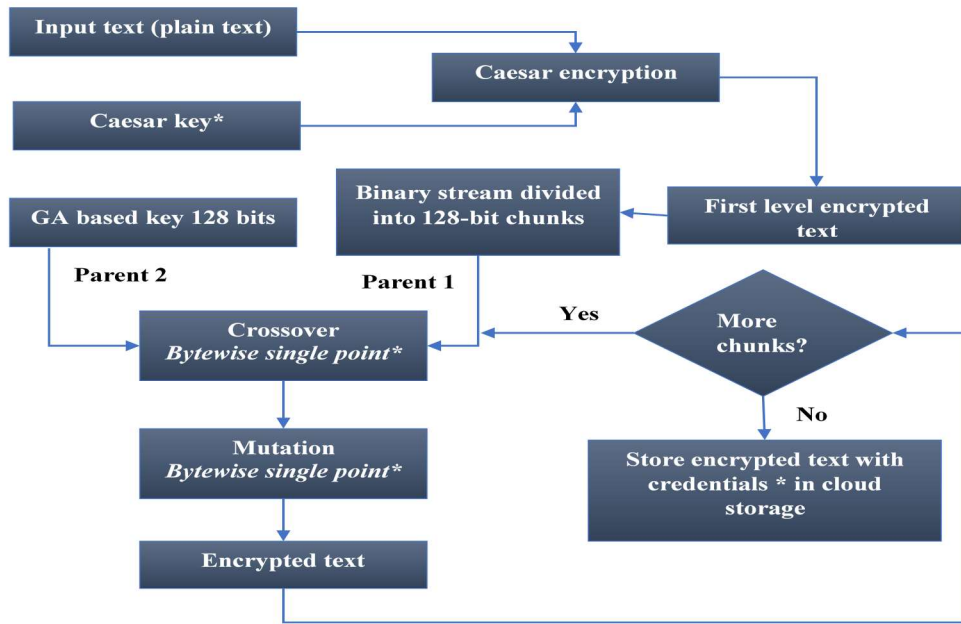 Input text (plain text)
Caesar encryption
Caesar key*
Binary stream divided
into 128-bit chunks
GA based key 128 bits
First level encrypted
text
Parent 2
Parent 1
Yes
More
chunks?
Crossover
Bytewise single point*
No
Mutation
Bytewise single point*
Store encrypted text with
credentials * in cloud
storage
Encrypted text